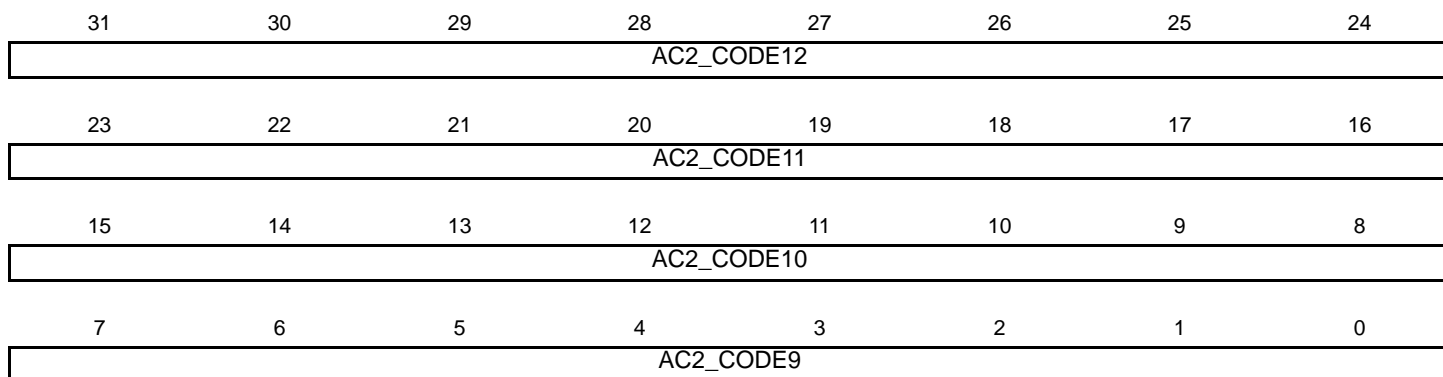 31 30 29 28 27 26 25 24
AC2_CODE12
23 22 21 20 19 18 17 16
AC2_CODE11
15 14 13 12 11 10 9 8
AC2_CODE10
7 6 5 4 3 2 1 0
AC2_CODE9